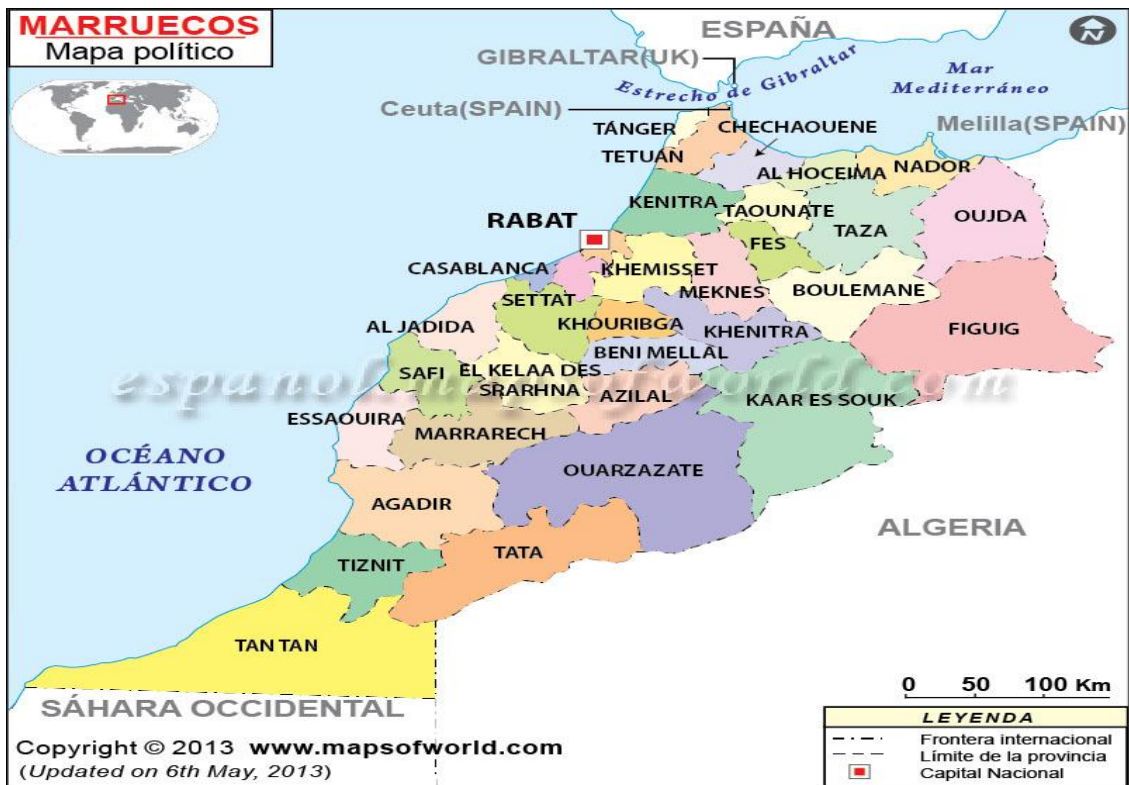 MARRUECOS
Mapa político
ESPAÑA
N
GIBRALTAR(UK)
Estrecho de Gibraltar
Mar
Mediterráneo
Ceuta(SPAIN)
TÁNGER
CHECHAOUENE
Melilla(SPAIN)
TETUAN
AL HOCEIMA
NADOR
KENITRA
TAOUNATE
OUJDA
RABAT
TAZA
FES
CASABLANCA
KHEMISSET
MEKNES
BOULEMANE
SETTAT
AL JADIDA
KHOURIBGA
KHENITRA
FIGUIG
BENI MELLAL
SAFI
EL KELAA DES
SRARHNA
AZILAL
KAAR ES SOUK
espanol.mapsofworld.com
ESSAOUIRA
MARRARECH
OCÉANO
ATLÁNTICO
OUARZAZATE
AGADIR
ALGERIA
TATA
TIZNIT
TAN TAN
SÁHARA OCCIDENTAL
0 50 100 Km
LEYENDA
Frontera internacional
Límite de la provincia
Capital Nacional
Copyright © 2013 www.mapsofworld.com
(Updated on 6th May, 2013)